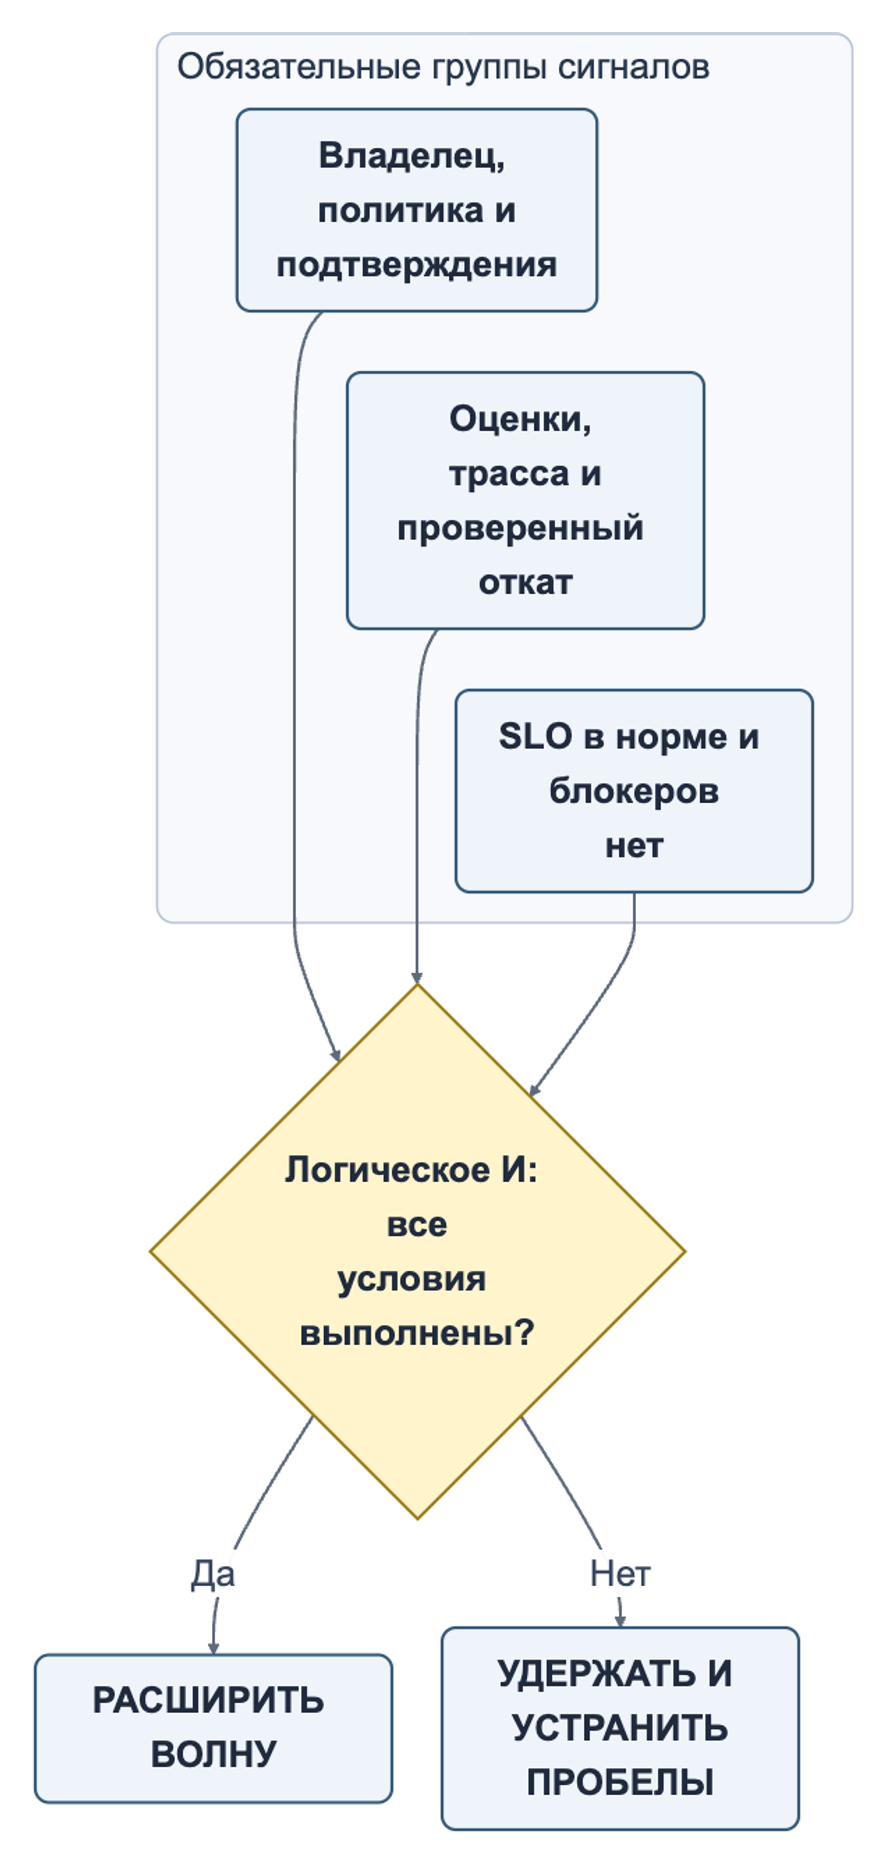 Обязательные группы сигналов
Владелец,
политика и
подтверждения
Оценки,
трасса и
проверенный
откат
SLO в норме и
блокеров
нет
Логическое И:
все
условия
выполнены?
Да
Нет
РАСШИРИТЬ
ВОЛНУ
УДЕРЖАТЬ И
УСТРАНИТЬ
ПРОБЕЛЫ